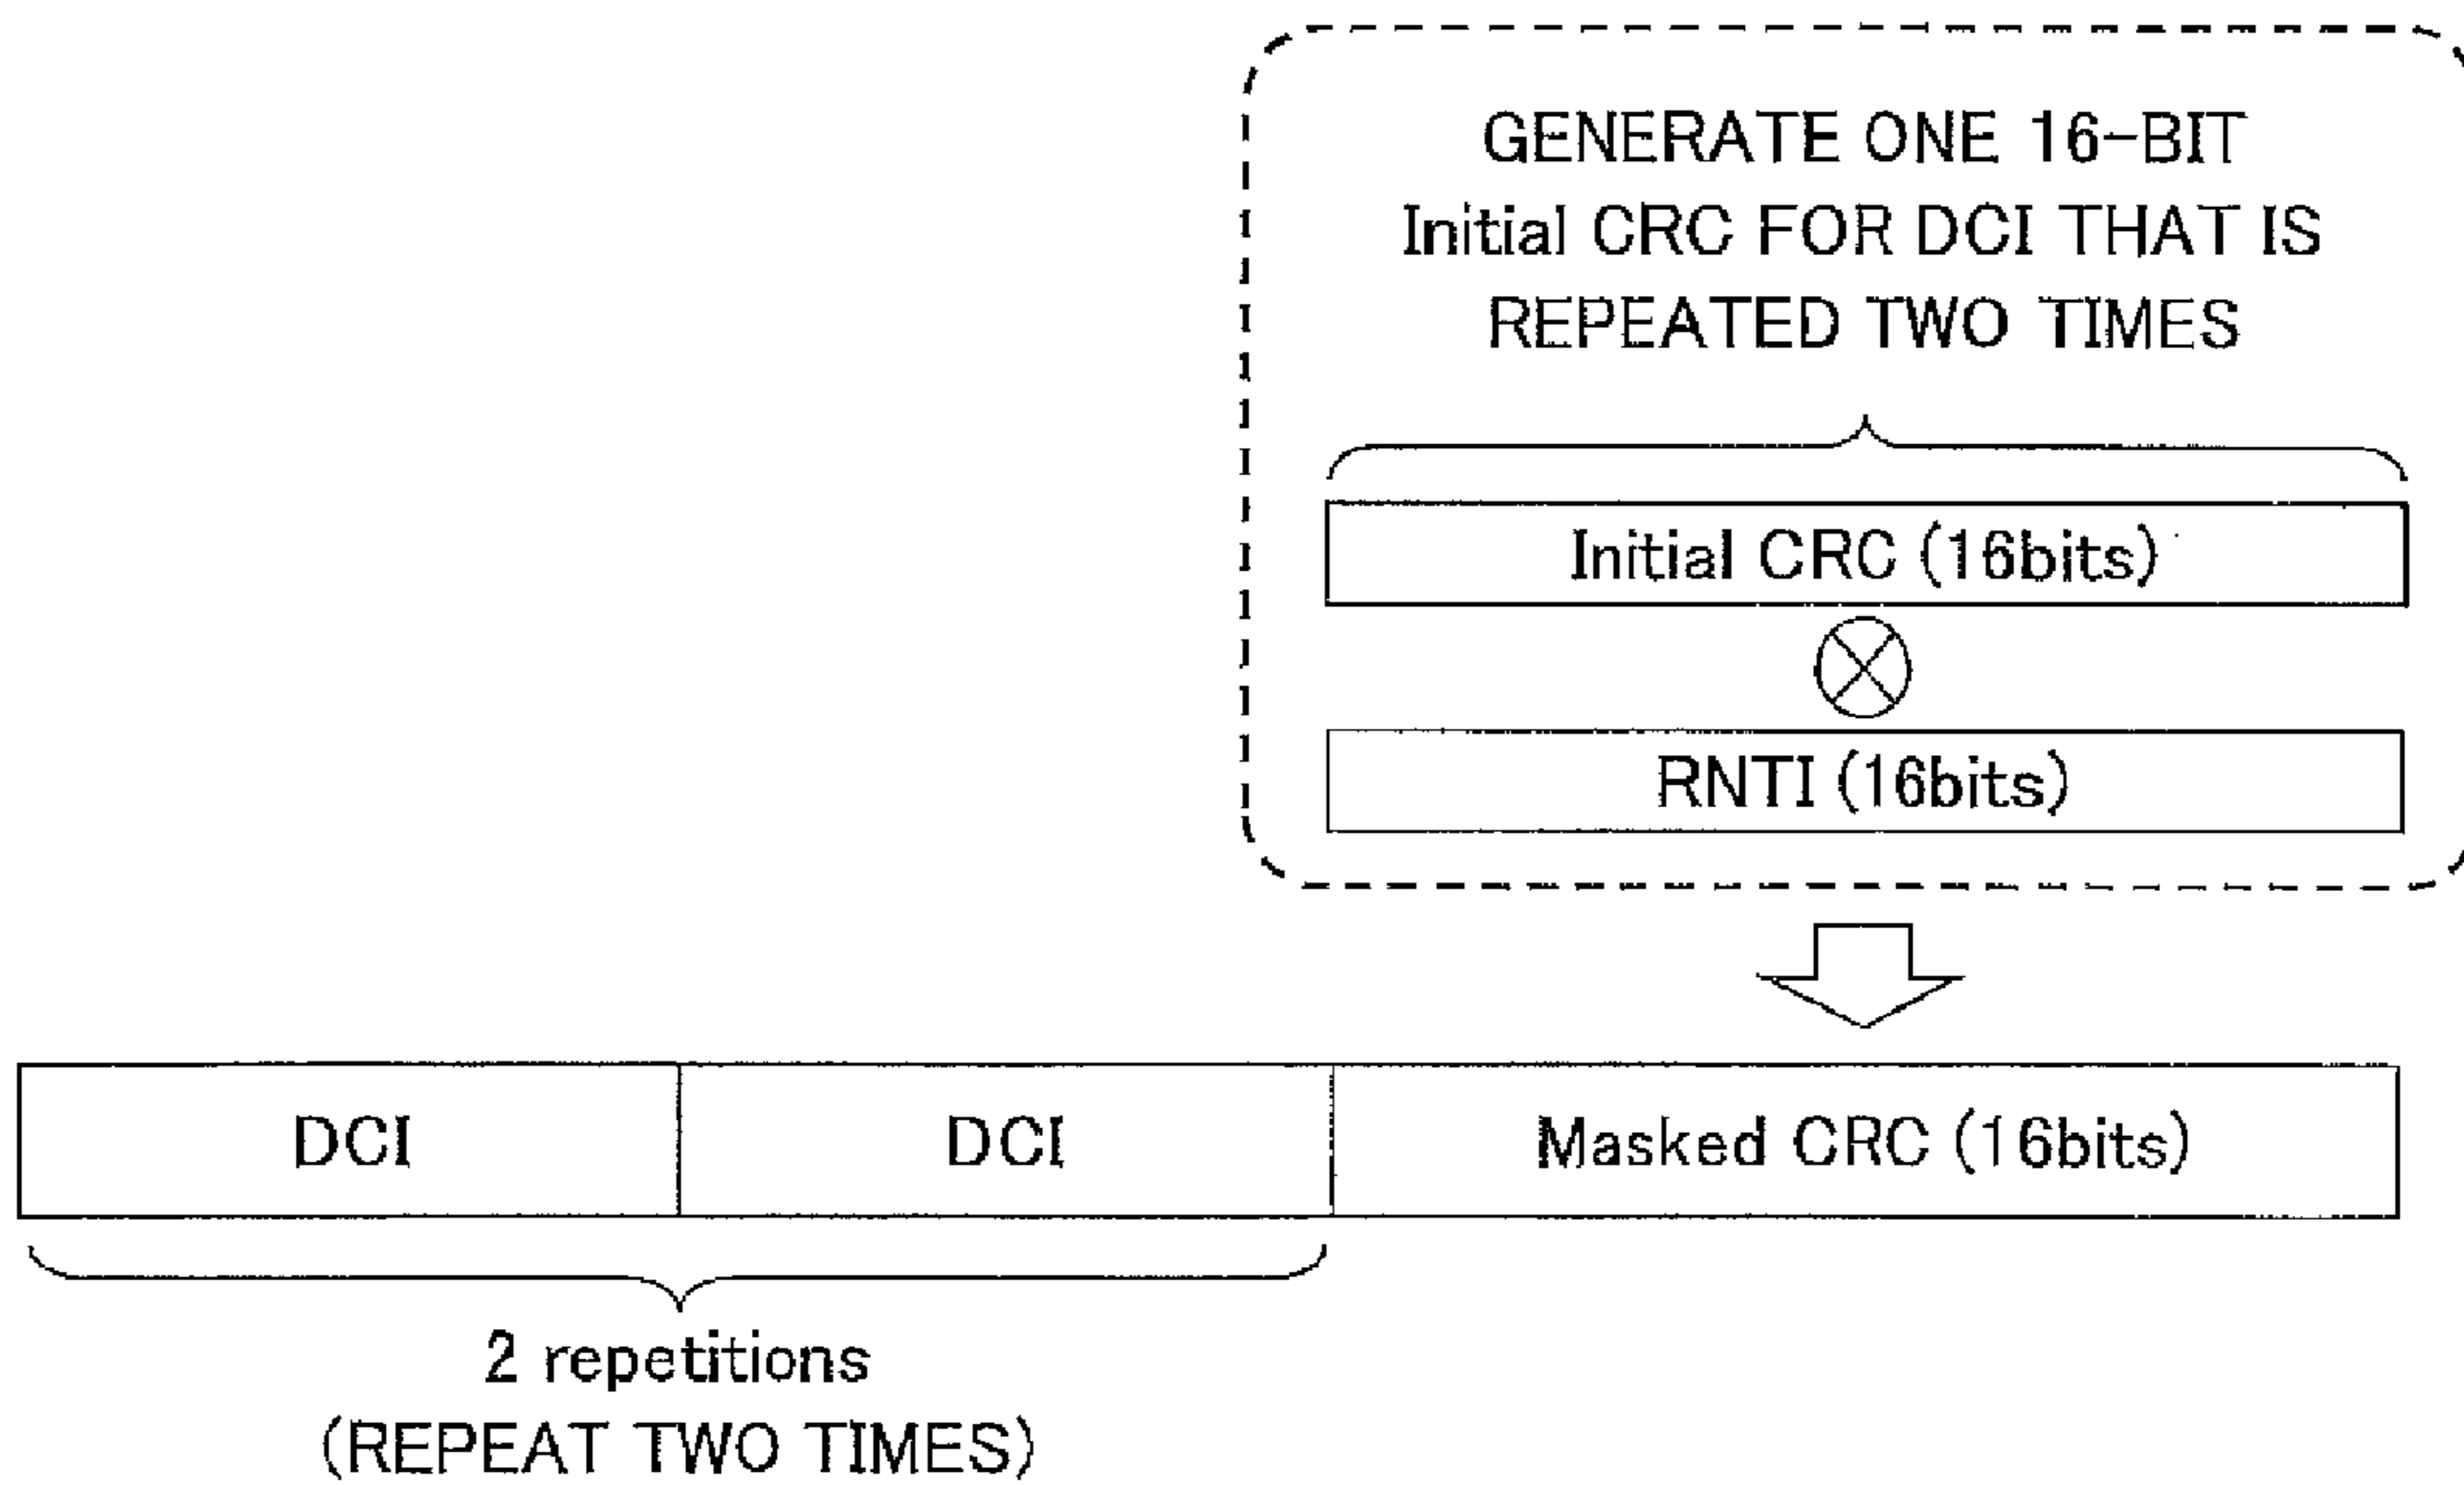 GENERATE ONE 16-BIT
Initial CRC FOR DCI THAT IS
REPEATED TWO TIMES
Initial CRC (16bits)
RNTI (16bits)
DCI DCI Masked CRC (16bits)
2 repetitions
(REPEAT TWO TIMES)